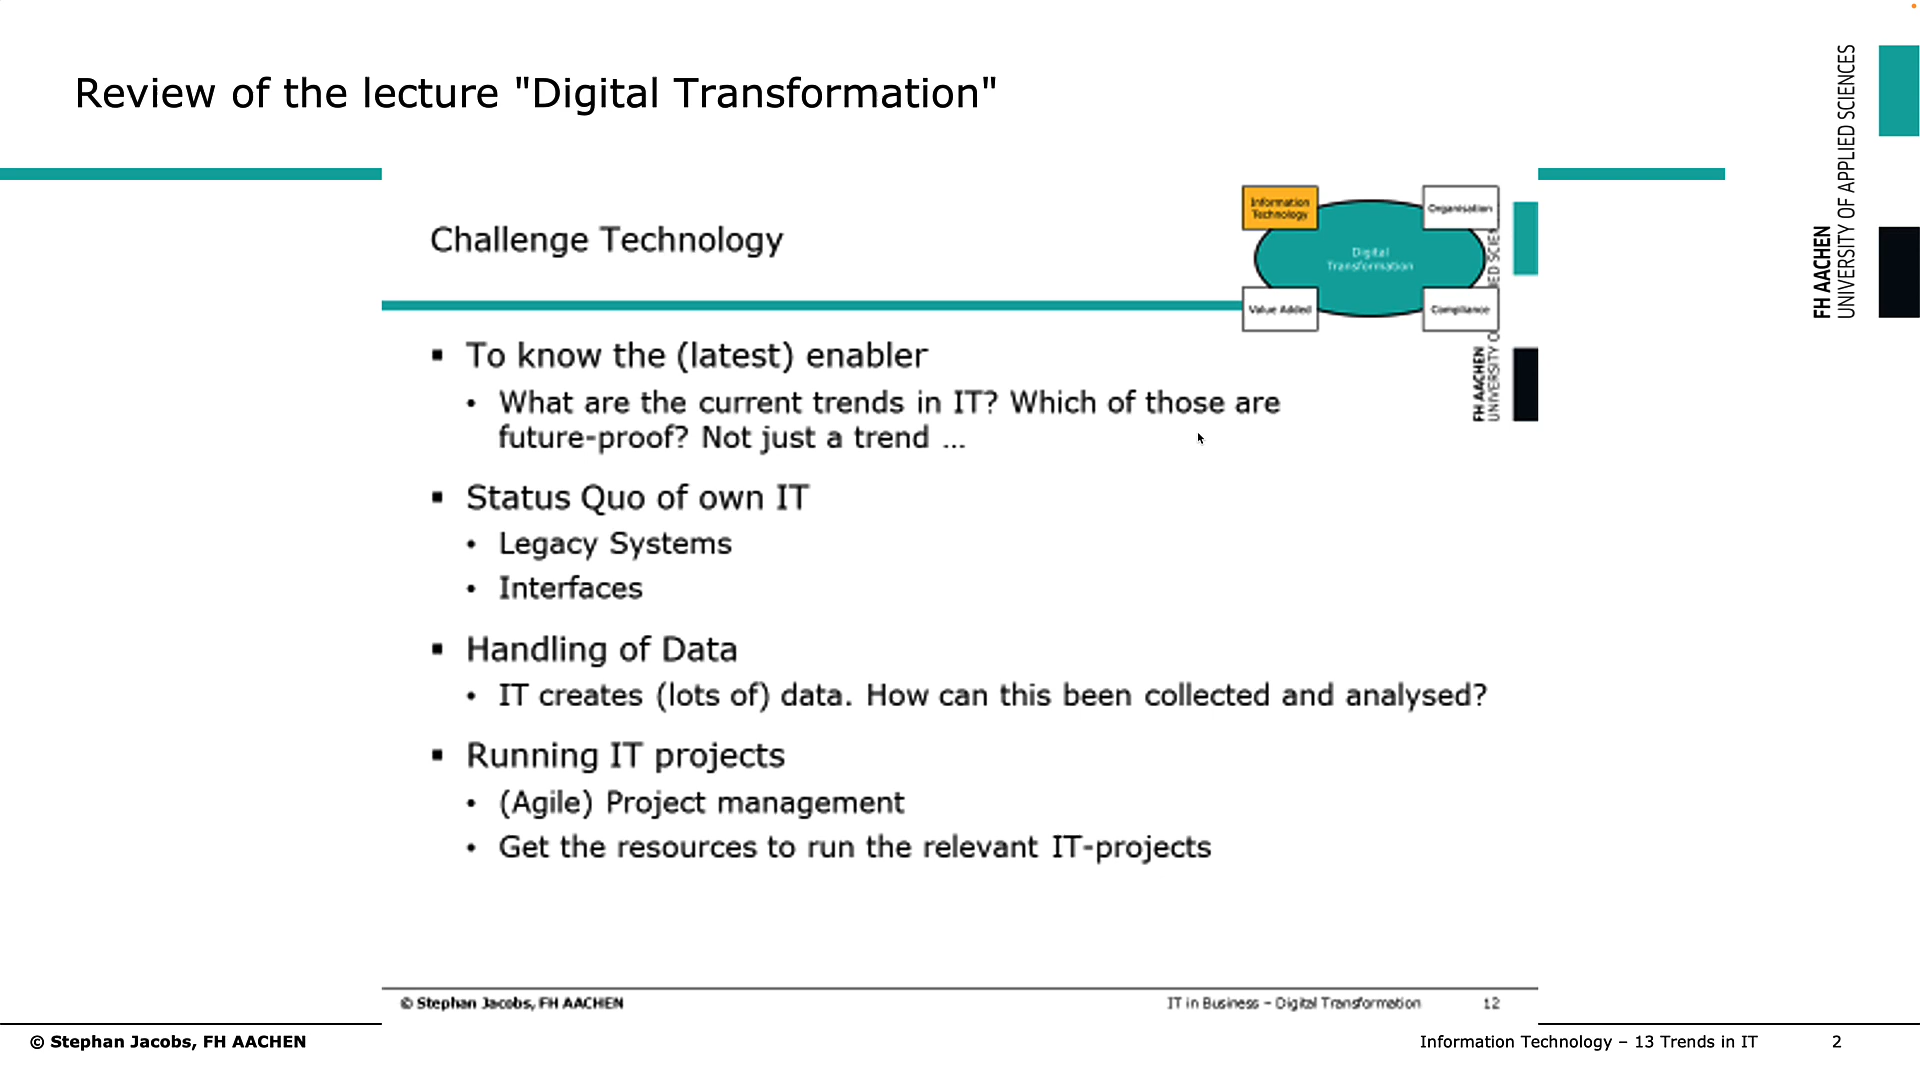 Review of the lecture "Digital Transformation"
FH AACHEN
UNIVERSITY OF APPLIED SCIENCES
Challenge Technology
Information
Technology
Organisation
Digital
Transformation
Value Added
Compliance
FH AACHEN
▪ To know the (latest) enabler
• What are the current trends in IT? Which of those are
future-proof? Not just a trend ...
▪ Status Quo of own IT
• Legacy Systems
• Interfaces
▪ Handling of Data
• IT creates (lots of) data. How can this been collected and analysed?
▪ Running IT projects
• (Agile) Project management
• Get the resources to run the relevant IT-projects
© Stephan Jacobs, FH AACHEN
IT in Business – Digital Transformation
12
© Stephan Jacobs, FH AACHEN
Information Technology – 13 Trends in IT
2